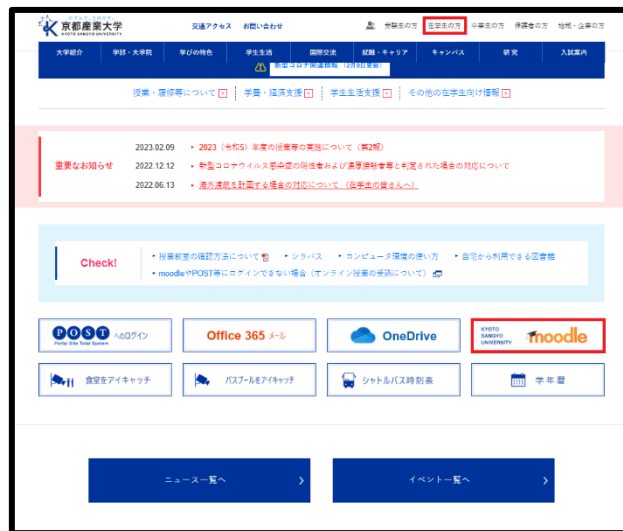 京都産業大学
KYOTO SANGYO UNIVERSITY
交通アクセス お問い合わせ
受験生の方 在学生の方 卒業生の方 保護者の方 地域・企業の方
大学紹介 学部・大学院 学びの特色 学生生活 国際交流 就職・キャリア キャンパス 研究 入試案内
新型コロナ関連情報（2月9日更新）
授業・履修等について 学費・経済支援 学生生活支援 その他の在学生向け情報
重要なお知らせ
2023.02.09 ・2023（令和5）年度の授業等の実施について（第2報）
2022.12.12 ・新型コロナウイルス感染症の陽性者および濃厚接触者等と判定された場合の対応について
2022.06.13 ・海外渡航を計画する場合の対応について（在学生の皆さんへ）
Check!
授業教室の確認方法について シラバス コンピュータ環境の使い方 自宅から利用できる図書館
moodleやPOST等にログインできない場合（オンライン授業の受講について）
POST へのログイン
Portal Site Total System
Office 365 メール
OneDrive
KYOTO SANGYO UNIVERSITY moodle
食堂をアイキャッチ
バスプールをアイキャッチ
シャトルバス時刻表
学年暦
ニュース一覧へ
イベント一覧へ